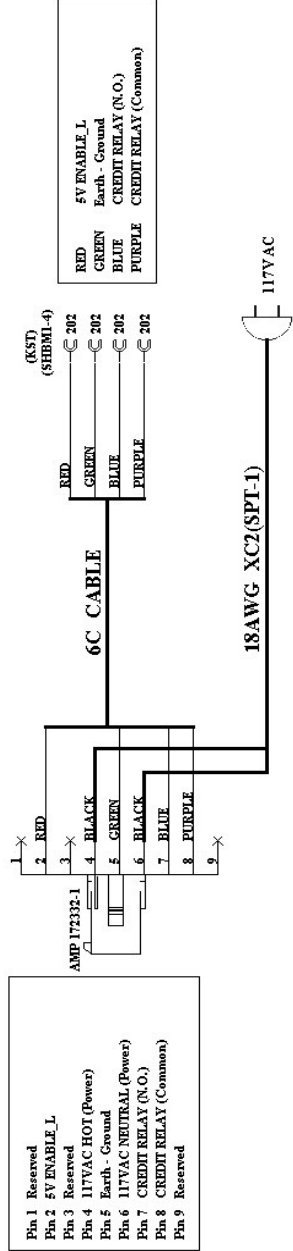 Pin 1 Reserved
Pin 2 5V ENABLE_L
Pin 3 Reserved
Pin 4 117VAC HOT (Power)
Pin 5 Earth - Ground
Pin 6 117VAC NEUTRAL (Power)
Pin 7 CREDIT RELAY (N.O.)
Pin 8 CREDIT RELAY (Common)
Pin 9 Reserved
AMP 172332-1
1
2 RED
3
4 BLACK
5 GREEN
6 BLACK
7 BLUE
8 PURPLE
9
6C CABLE
18AWG XC2(SPT-1)
(KST)
(SHBM1-4)
RED 202
GREEN 202
BLUE 202
PURPLE 202
117VAC
RED 5V ENABLE_L
GREEN Earth - Ground
BLUE CREDIT RELAY (N.O.)
PURPLE CREDIT RELAY (Common)